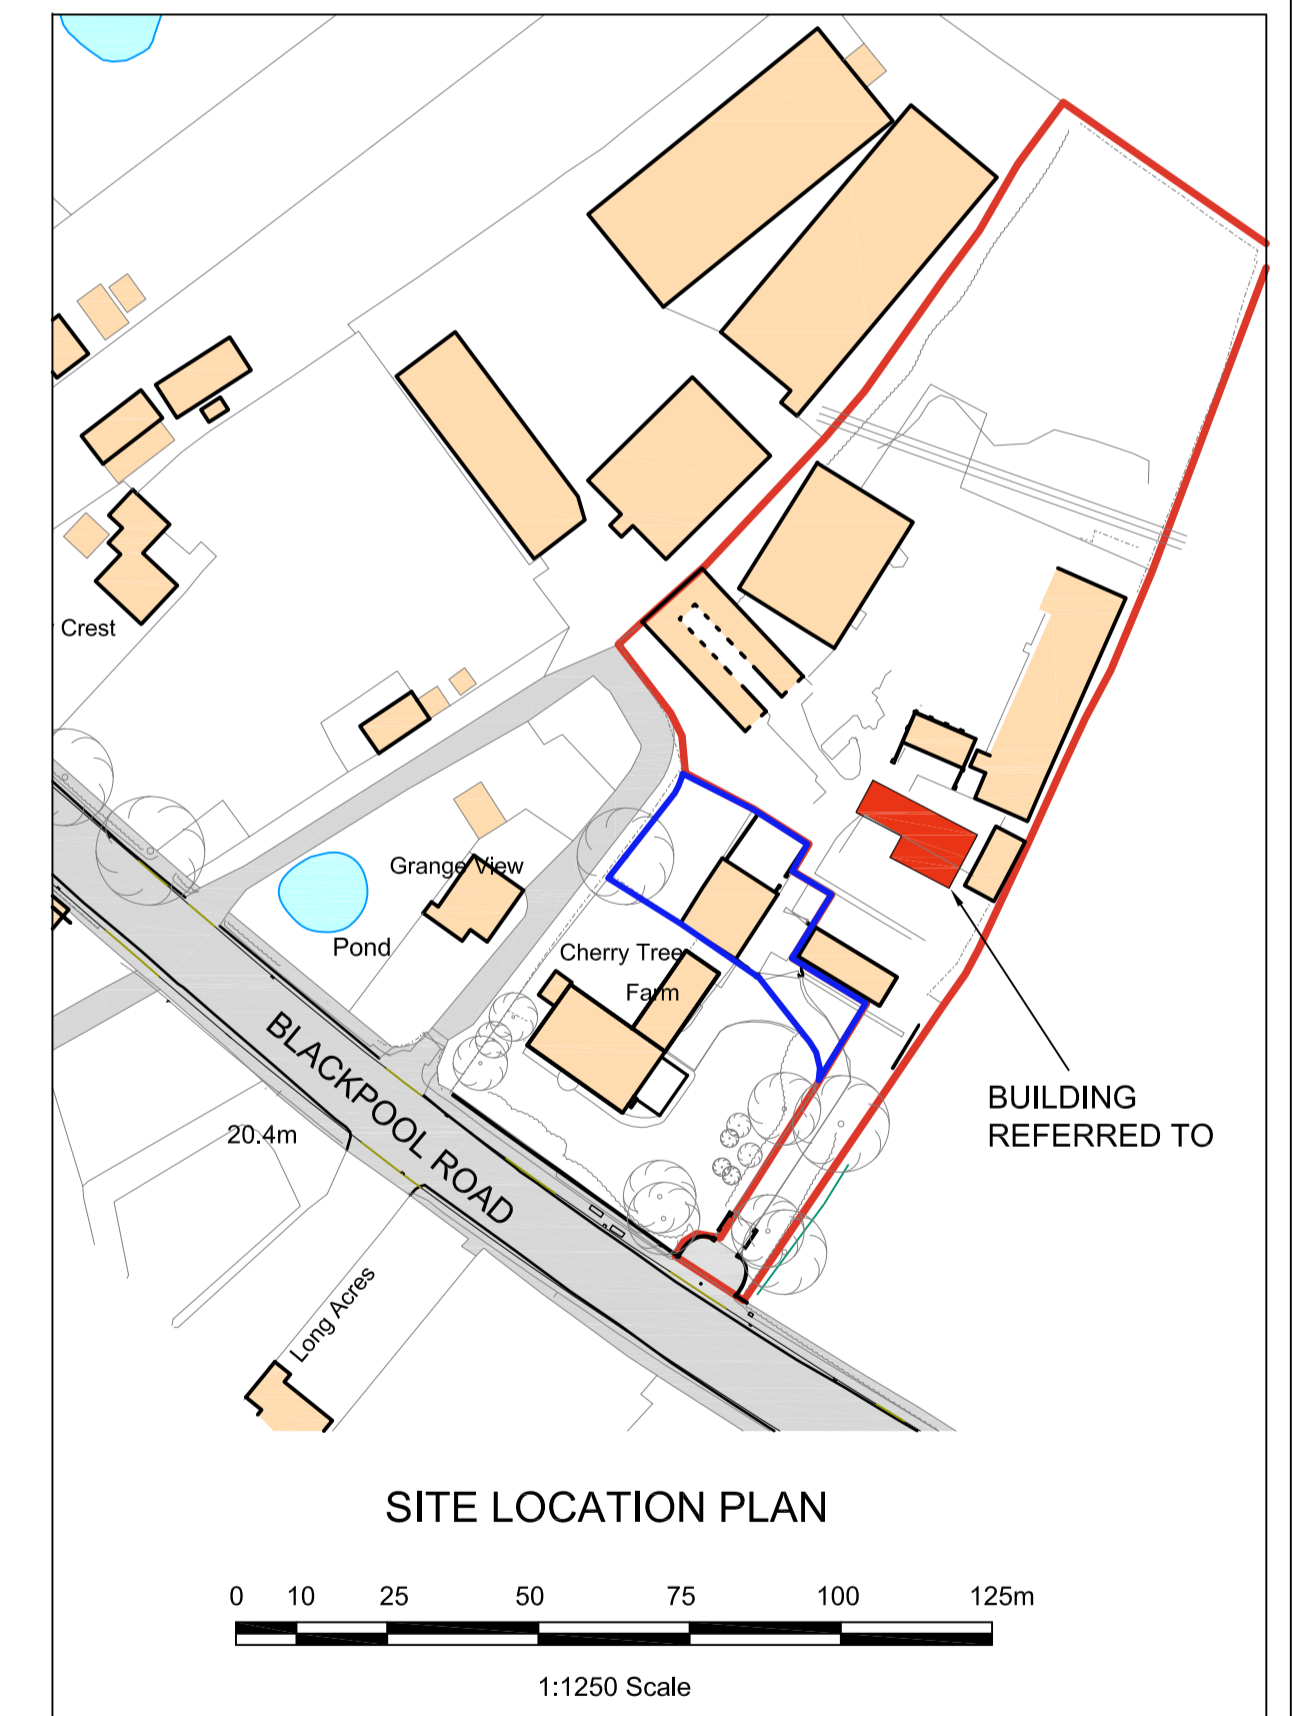 Crest
Grange View
Pond
Cherry Tree
Farm
BLACKPOOL ROAD
20.4m
BUILDING
REFERRED TO
Long Acres
SITE LOCATION PLAN
0 10 25 50 75 100 125m
1:1250 Scale